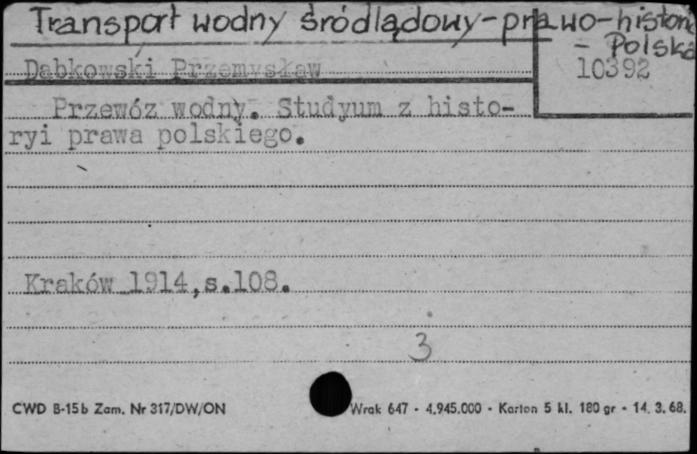 Transport wodny śródlądowy-prawo-historia
- Polska
Dąbkowski Przemysław
10392
Przewóz wodny. Studyum z histo-
ryi prawa polskiego.
Kraków 1914,s.108.
3
CWD B-15b Zam. Nr 317/DW/ON
Wrak 647 - 4.945.000 - Karton 5 kl. 180 gr - 14. 3. 68.